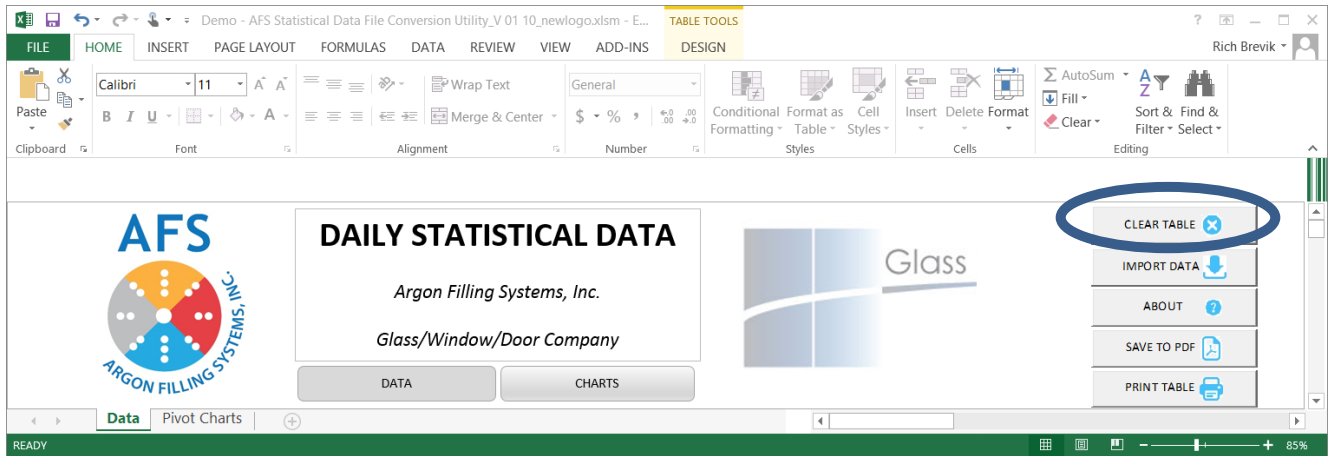 Demo - AFS Statistical Data File Conversion Utility_V 01 10_newlogo.xlsm - E...
TABLE TOOLS
FILE HOME INSERT PAGE LAYOUT FORMULAS DATA REVIEW VIEW ADD-INS DESIGN Rich Brevik
Paste
Calibri 11 A A
Wrap Text
General
B I U A
Merge & Center
$ % ,
.0 .00
.00 .0
Conditional Formatting
Format as Table
Cell Styles
Insert Delete Format
AutoSum
Fill
Clear
Sort & Filter
Find & Select
Clipboard Font Alignment Number Styles Cells Editing
AFS
ARGON FILLING SYSTEMS, INC.
DAILY STATISTICAL DATA
Argon Filling Systems, Inc.
Glass/Window/Door Company
DATA CHARTS
Glass
CLEAR TABLE
IMPORT DATA
ABOUT
SAVE TO PDF
PRINT TABLE
Data Pivot Charts
READY 85%